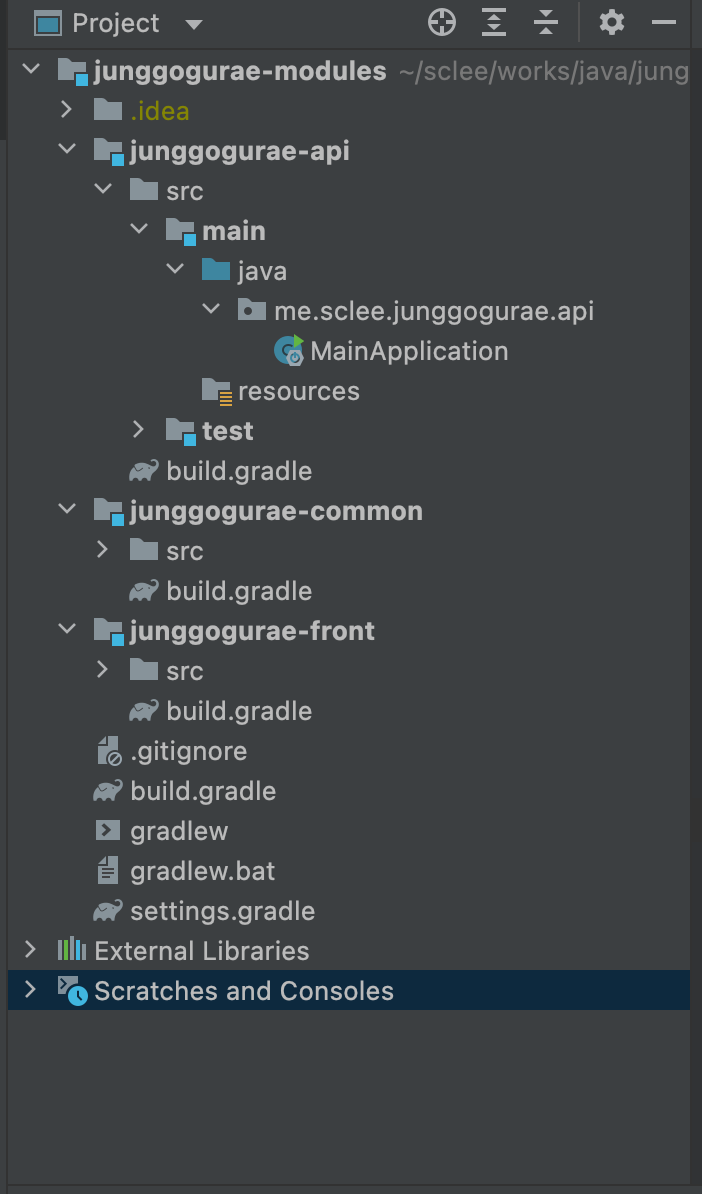 Project
junggogurae-modules ~/sclee/works/java/jung
.idea
junggogurae-api
src
main
java
me.sclee.junggogurae.api
MainApplication
resources
test
build.gradle
junggogurae-common
src
build.gradle
junggogurae-front
src
build.gradle
.gitignore
build.gradle
gradlew
gradlew.bat
settings.gradle
External Libraries
Scratches and Consoles